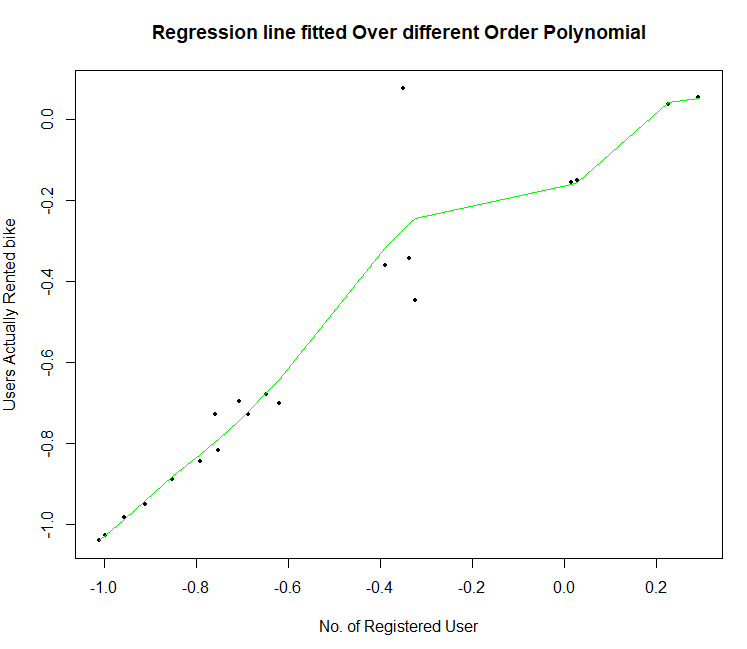 Regression line fitted Over different Order Polynomial
Users Actually Rented bike
0.0
-0.2
-0.4
-0.6
-0.8
-1.0
-1.0 -0.8 -0.6 -0.4 -0.2 0.0 0.2
No. of Registered User